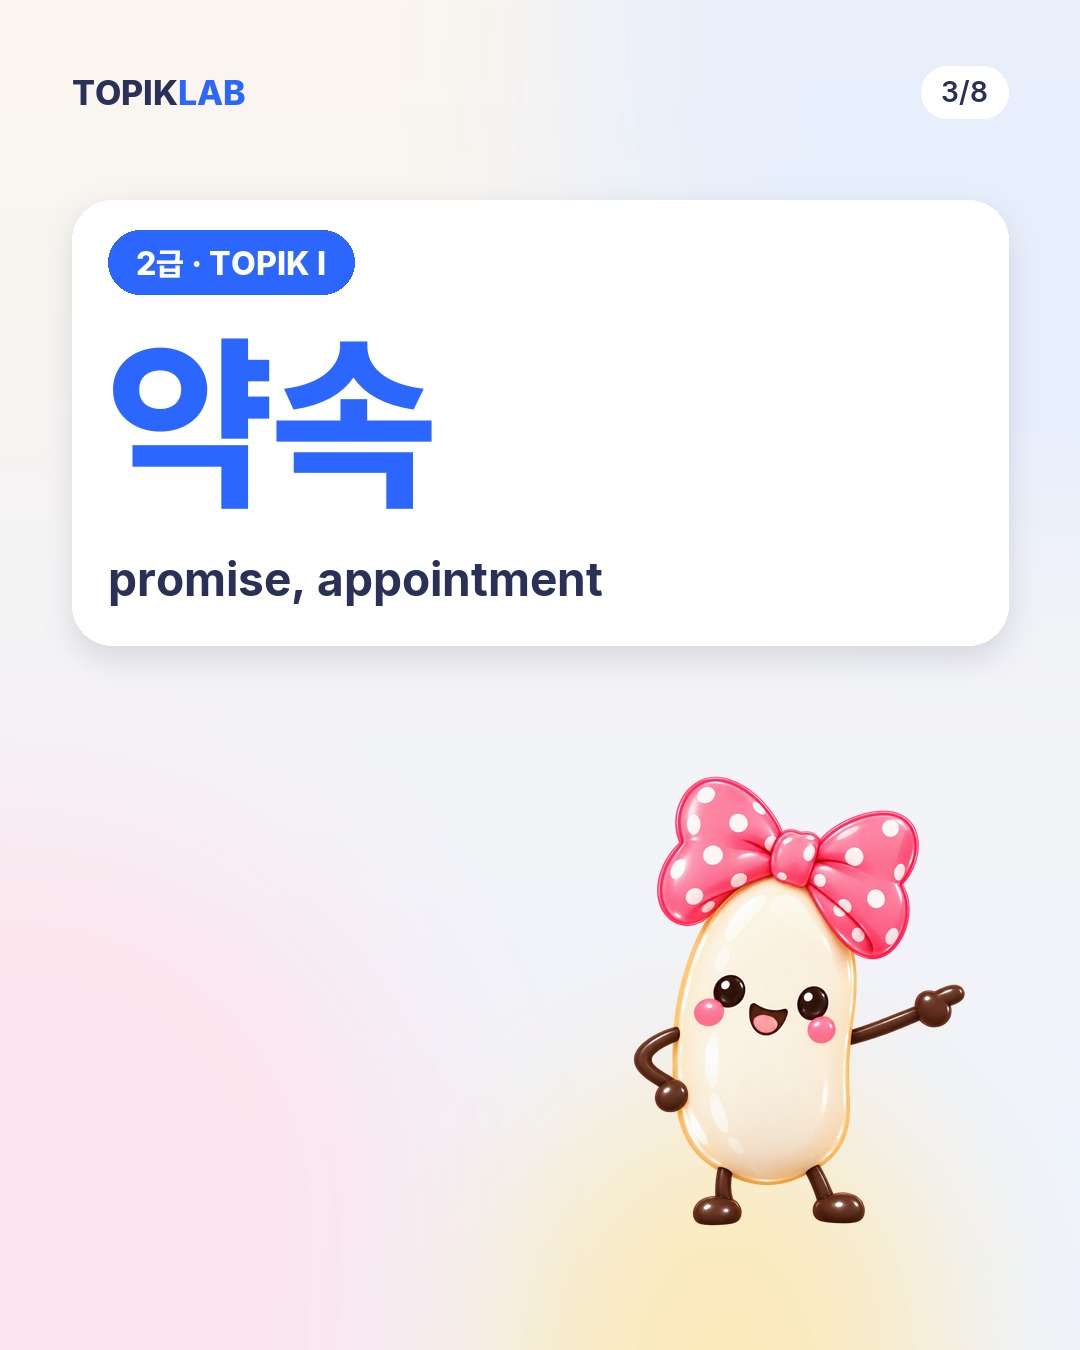 TOPIKLAB
3/8
2급 · TOPIK I
약속
promise, appointment